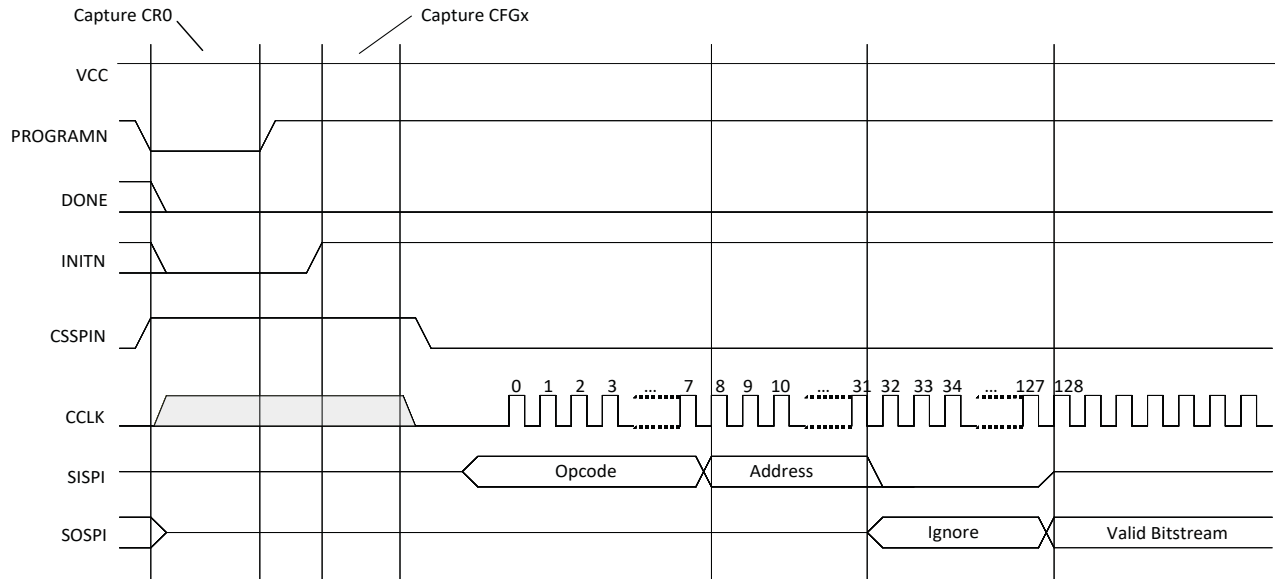 Capture CR0
Capture CFGx
VCC
PROGRAMN
DONE
INITN
CSSPIN
0 1 2 3 ... 7 8 9 10 ... 31 32 33 34 ... 127 128
CCLK
SISPI Opcode Address
SOSPI Ignore Valid Bitstream